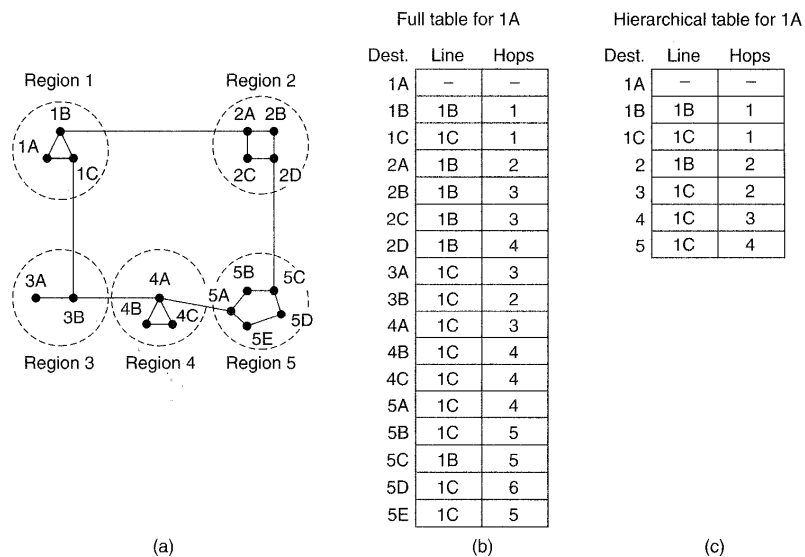 Full table for 1A
Hierarchical table for 1A
Dest. Line Hops
Dest. Line Hops
Region 1
Region 2
1B
2A 2B
1A
1C
2C 2D
3A
3B
4A
4B 4C
5B 5C
5A
5D
5E
Region 3
Region 4
Region 5
1A – –
1B 1B 1
1C 1C 1
2A 1B 2
2B 1B 3
2C 1B 3
2D 1B 4
3A 1C 3
3B 1C 2
4A 1C 3
4B 1C 4
4C 1C 4
5A 1C 4
5B 1C 5
5C 1B 5
5D 1C 6
5E 1C 5
1A – –
1B 1B 1
1C 1C 1
2 1B 2
3 1C 2
4 1C 3
5 1C 4
(a)
(b)
(c)